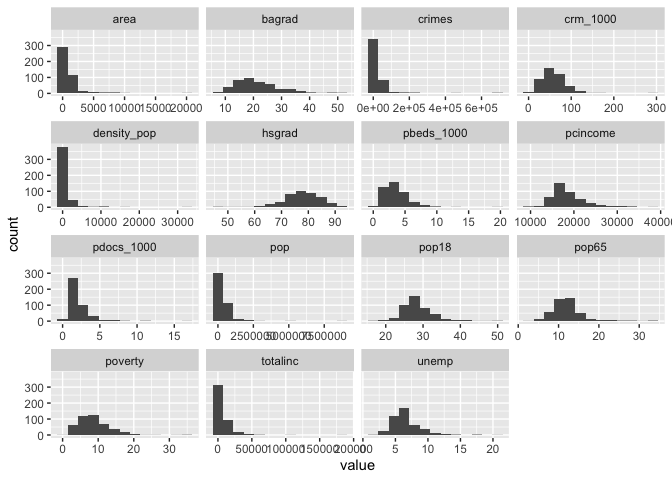 area bagrad crimes crm_1000
300
200
100
0
0 5000 10000 15000 20000 10 20 30 40 50 0e+00 2e+05 4e+05 6e+05 0 100 200 300
density_pop hsgrad pbeds_1000 pcincome
300
200
100
0
0 10000 20000 30000 50 60 70 80 90 0 5 10 15 20 10000 20000 30000 40000
pdocs_1000 pop pop18 pop65
300
200
100
0
0 5 10 15 0 2500000 5000000 7500000 20 30 40 50 0 10 20 30
poverty totalinc unemp
300
200
100
0
0 10 20 30 0 50000 100000 150000 200000 5 10 15 20
count
value